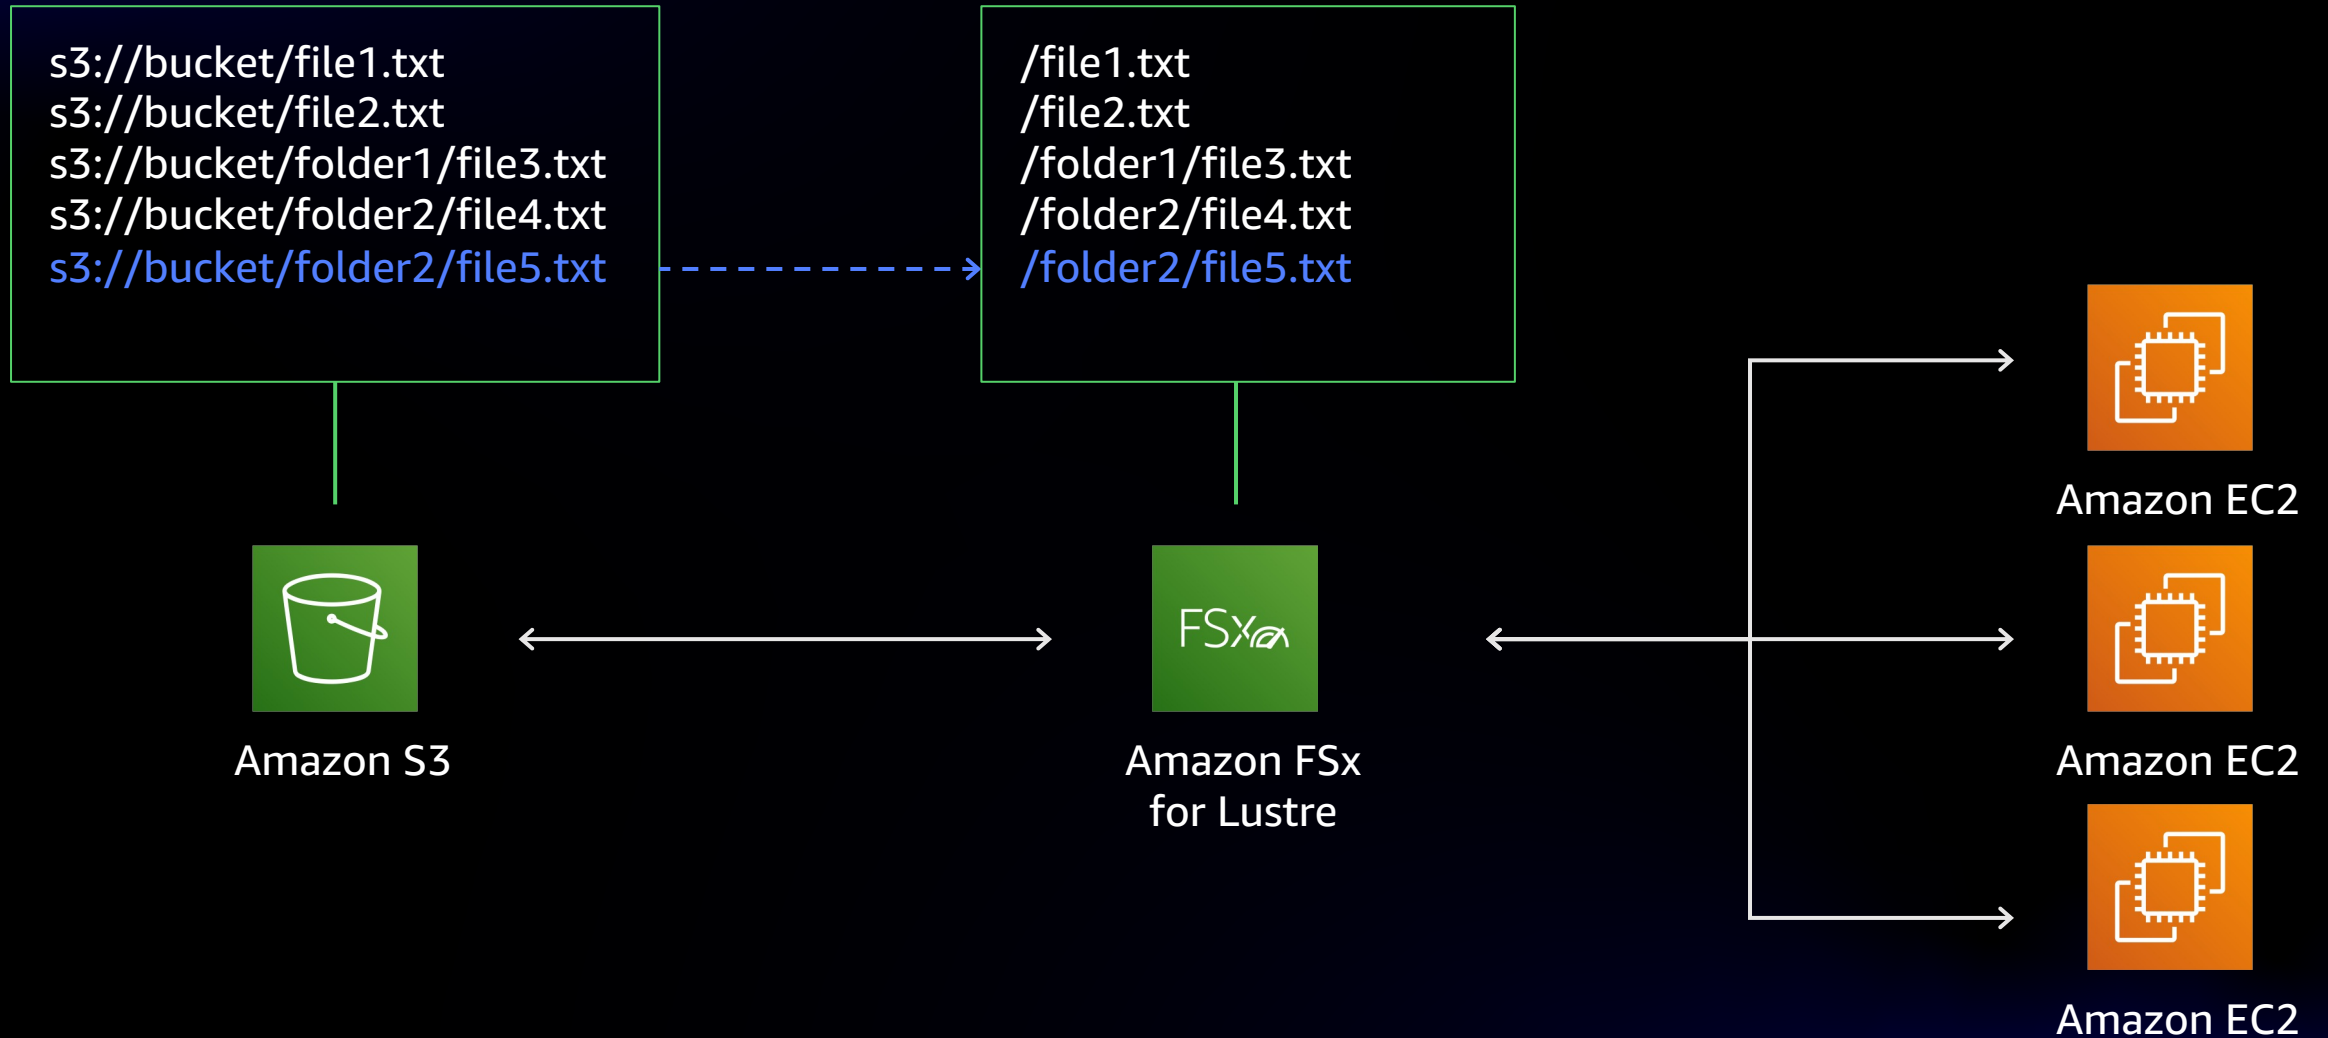 s3://bucket/file1.txt
s3://bucket/file2.txt
s3://bucket/folder1/file3.txt
s3://bucket/folder2/file4.txt
s3://bucket/folder2/file5.txt
/file1.txt
/file2.txt
/folder1/file3.txt
/folder2/file4.txt
/folder2/file5.txt
Amazon S3
FSx
Amazon FSx
for Lustre
Amazon EC2
Amazon EC2
Amazon EC2